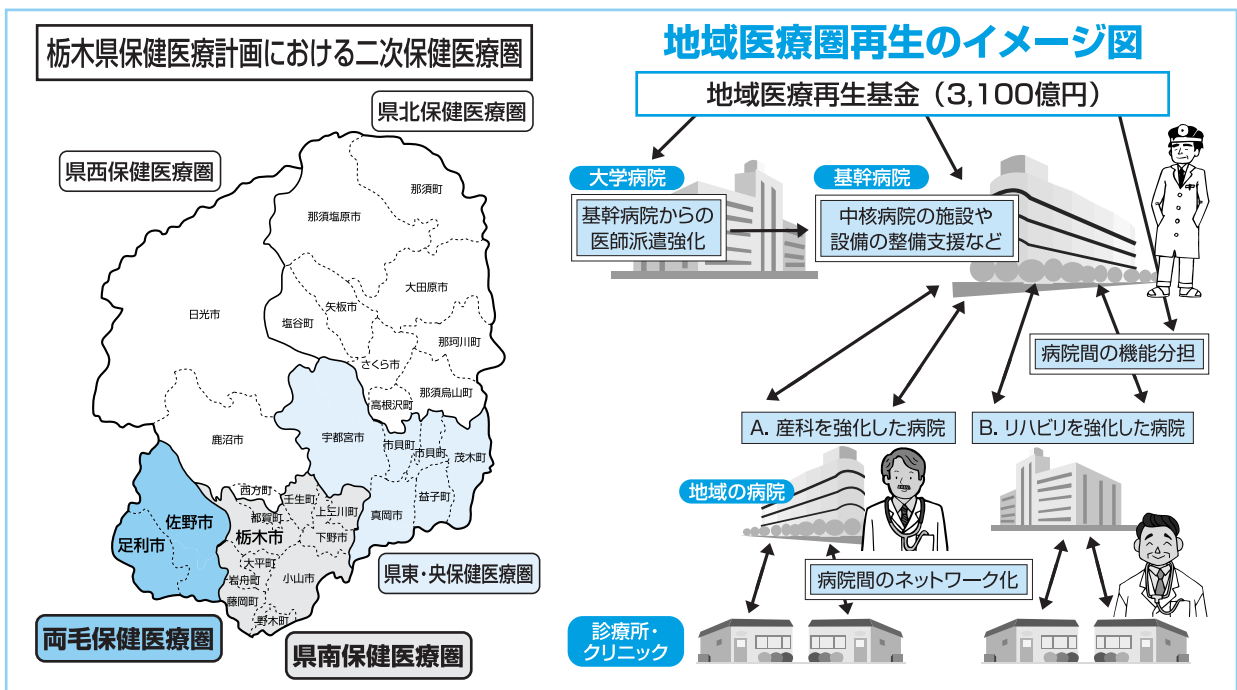 栃木県保健医療計画における二次保健医療圏
県北保健医療圏
県西保健医療圏
那須町
那須塩原市
大田原市
矢板市
塩谷町
日光市
那珂川町
さくら市
那須烏山町
高根沢町
宇都宮市
市貝町
市貝町
茂木町
鹿沼市
益子町
真岡市
西方町
壬生町
上三川町
都賀町
佐野市
栃木市
下野市
足利市
大平町
岩舟町
小山市
藤岡町
野木町
県東・央保健医療圏
両毛保健医療圏
県南保健医療圏
地域医療圏再生のイメージ図
地域医療再生基金（3,100億円）
大学病院
基幹病院からの
医師派遣強化
基幹病院
中核病院の施設や
設備の整備支援など
病院間の機能分担
A. 産科を強化した病院
B. リハビリを強化した病院
地域の病院
病院間のネットワーク化
診療所・
クリニック